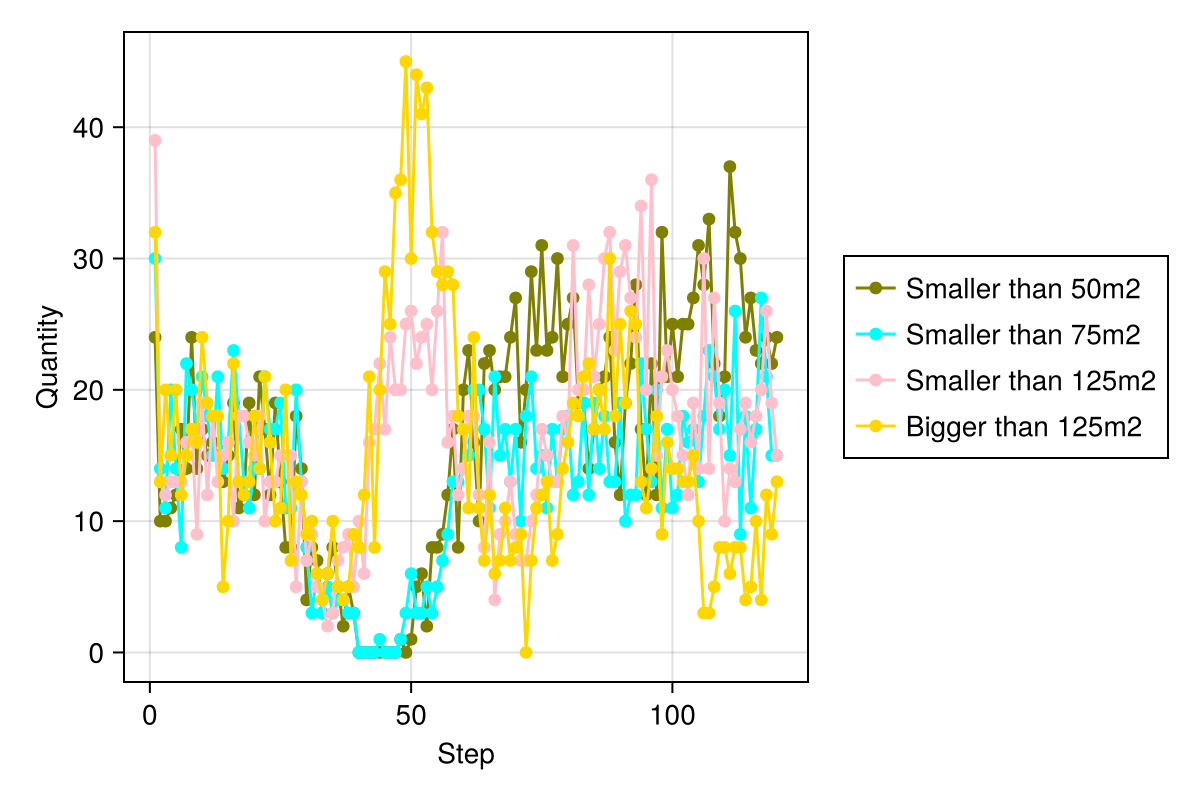 40
30
20
10
0
Quantity
0 50 100
Step
Smaller than 50m2
Smaller than 75m2
Smaller than 125m2
Bigger than 125m2